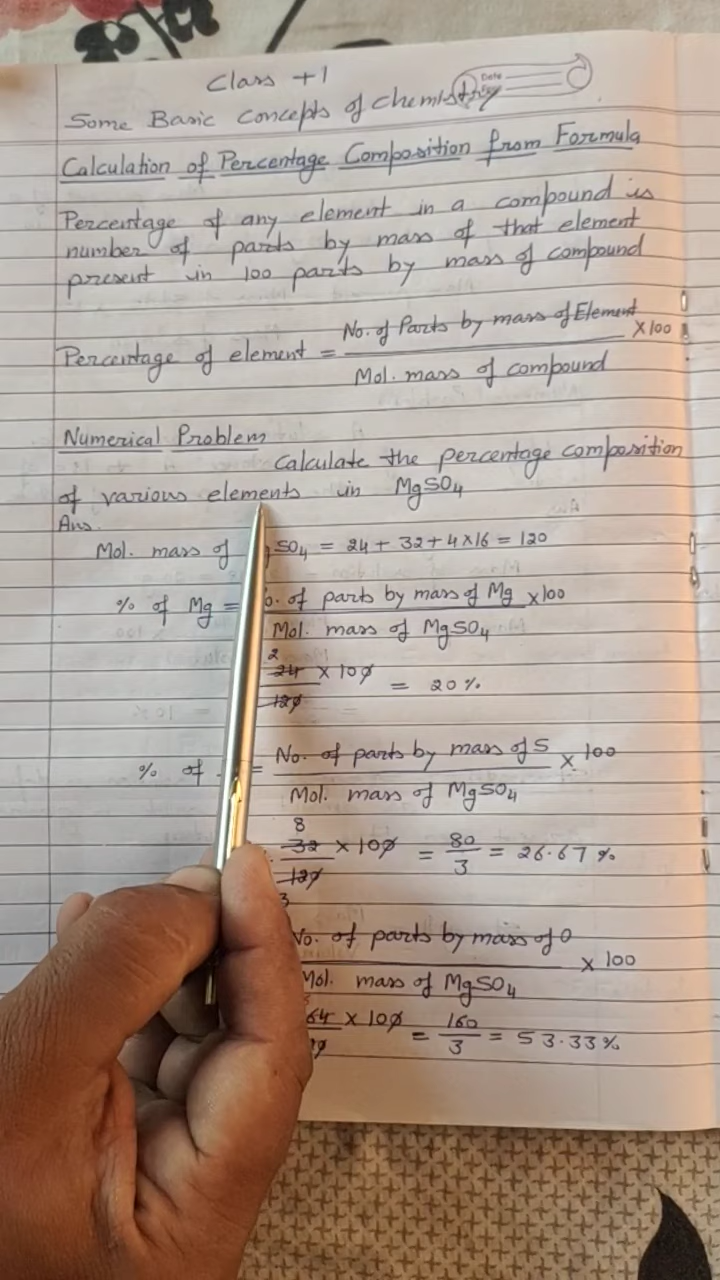 Class +1
Date
Some Basic Concepts of Chemistry
Calculation of Percentage Composition from Formula
Percentage of any element in a compound is
number of parts by mass of that element
present in 100 parts by mass of compound
Percentage of element = No. of Parts by mass of Element X 100
Mol. mass of compound
Numerical Problem
Calculate the percentage composition
of various elements in MgSO4
Ans.
Mol. mass of gSO4 = 24 + 32 + 4 x 16 = 120
% of Mg = o. of parts by mass of Mg x 100
Mol. mass of MgSO4
2
24 x 100 = 20 %
120
% of = No. of parts by mass of S x 100
Mol. mass of MgSO4
8
32 x 100 = 80/3 = 26.67 %
120
3
No. of parts by mass of O x 100
Mol. mass of MgSO4
64 x 100 = 160/3 = 53.33 %